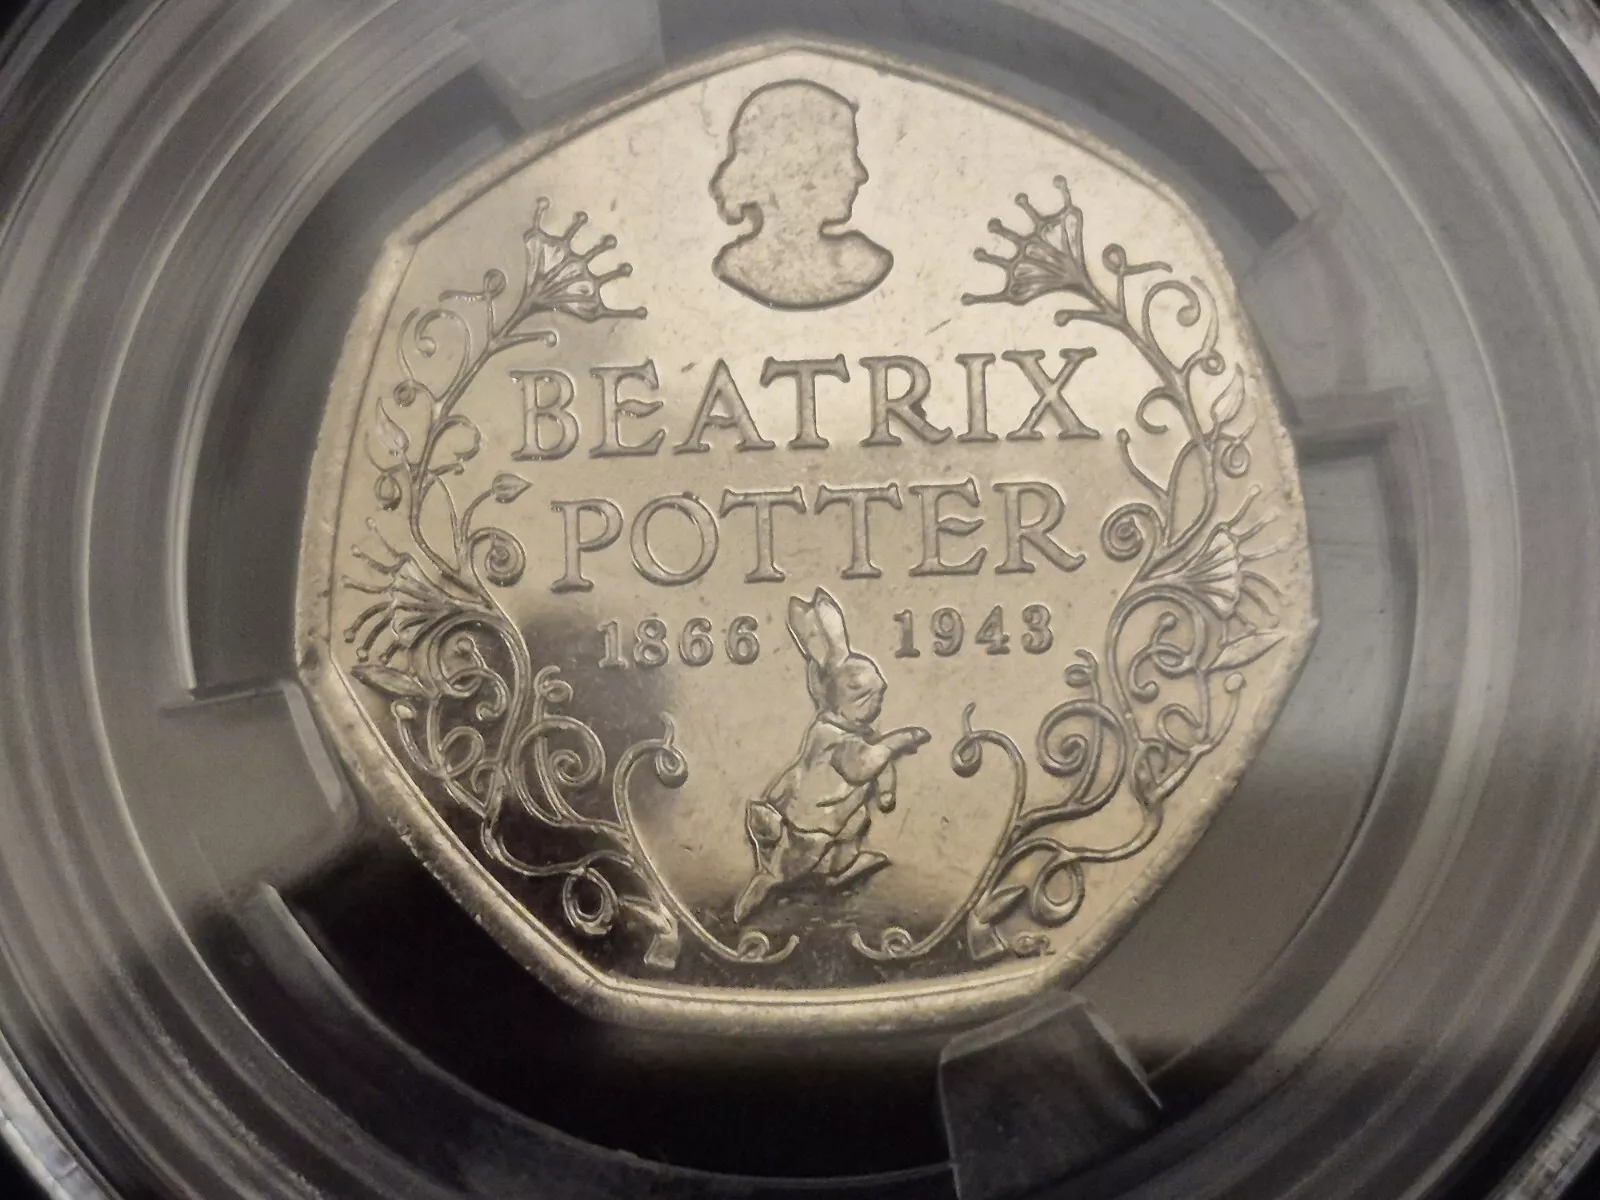 BEATRIX
POTTER
1866 1943